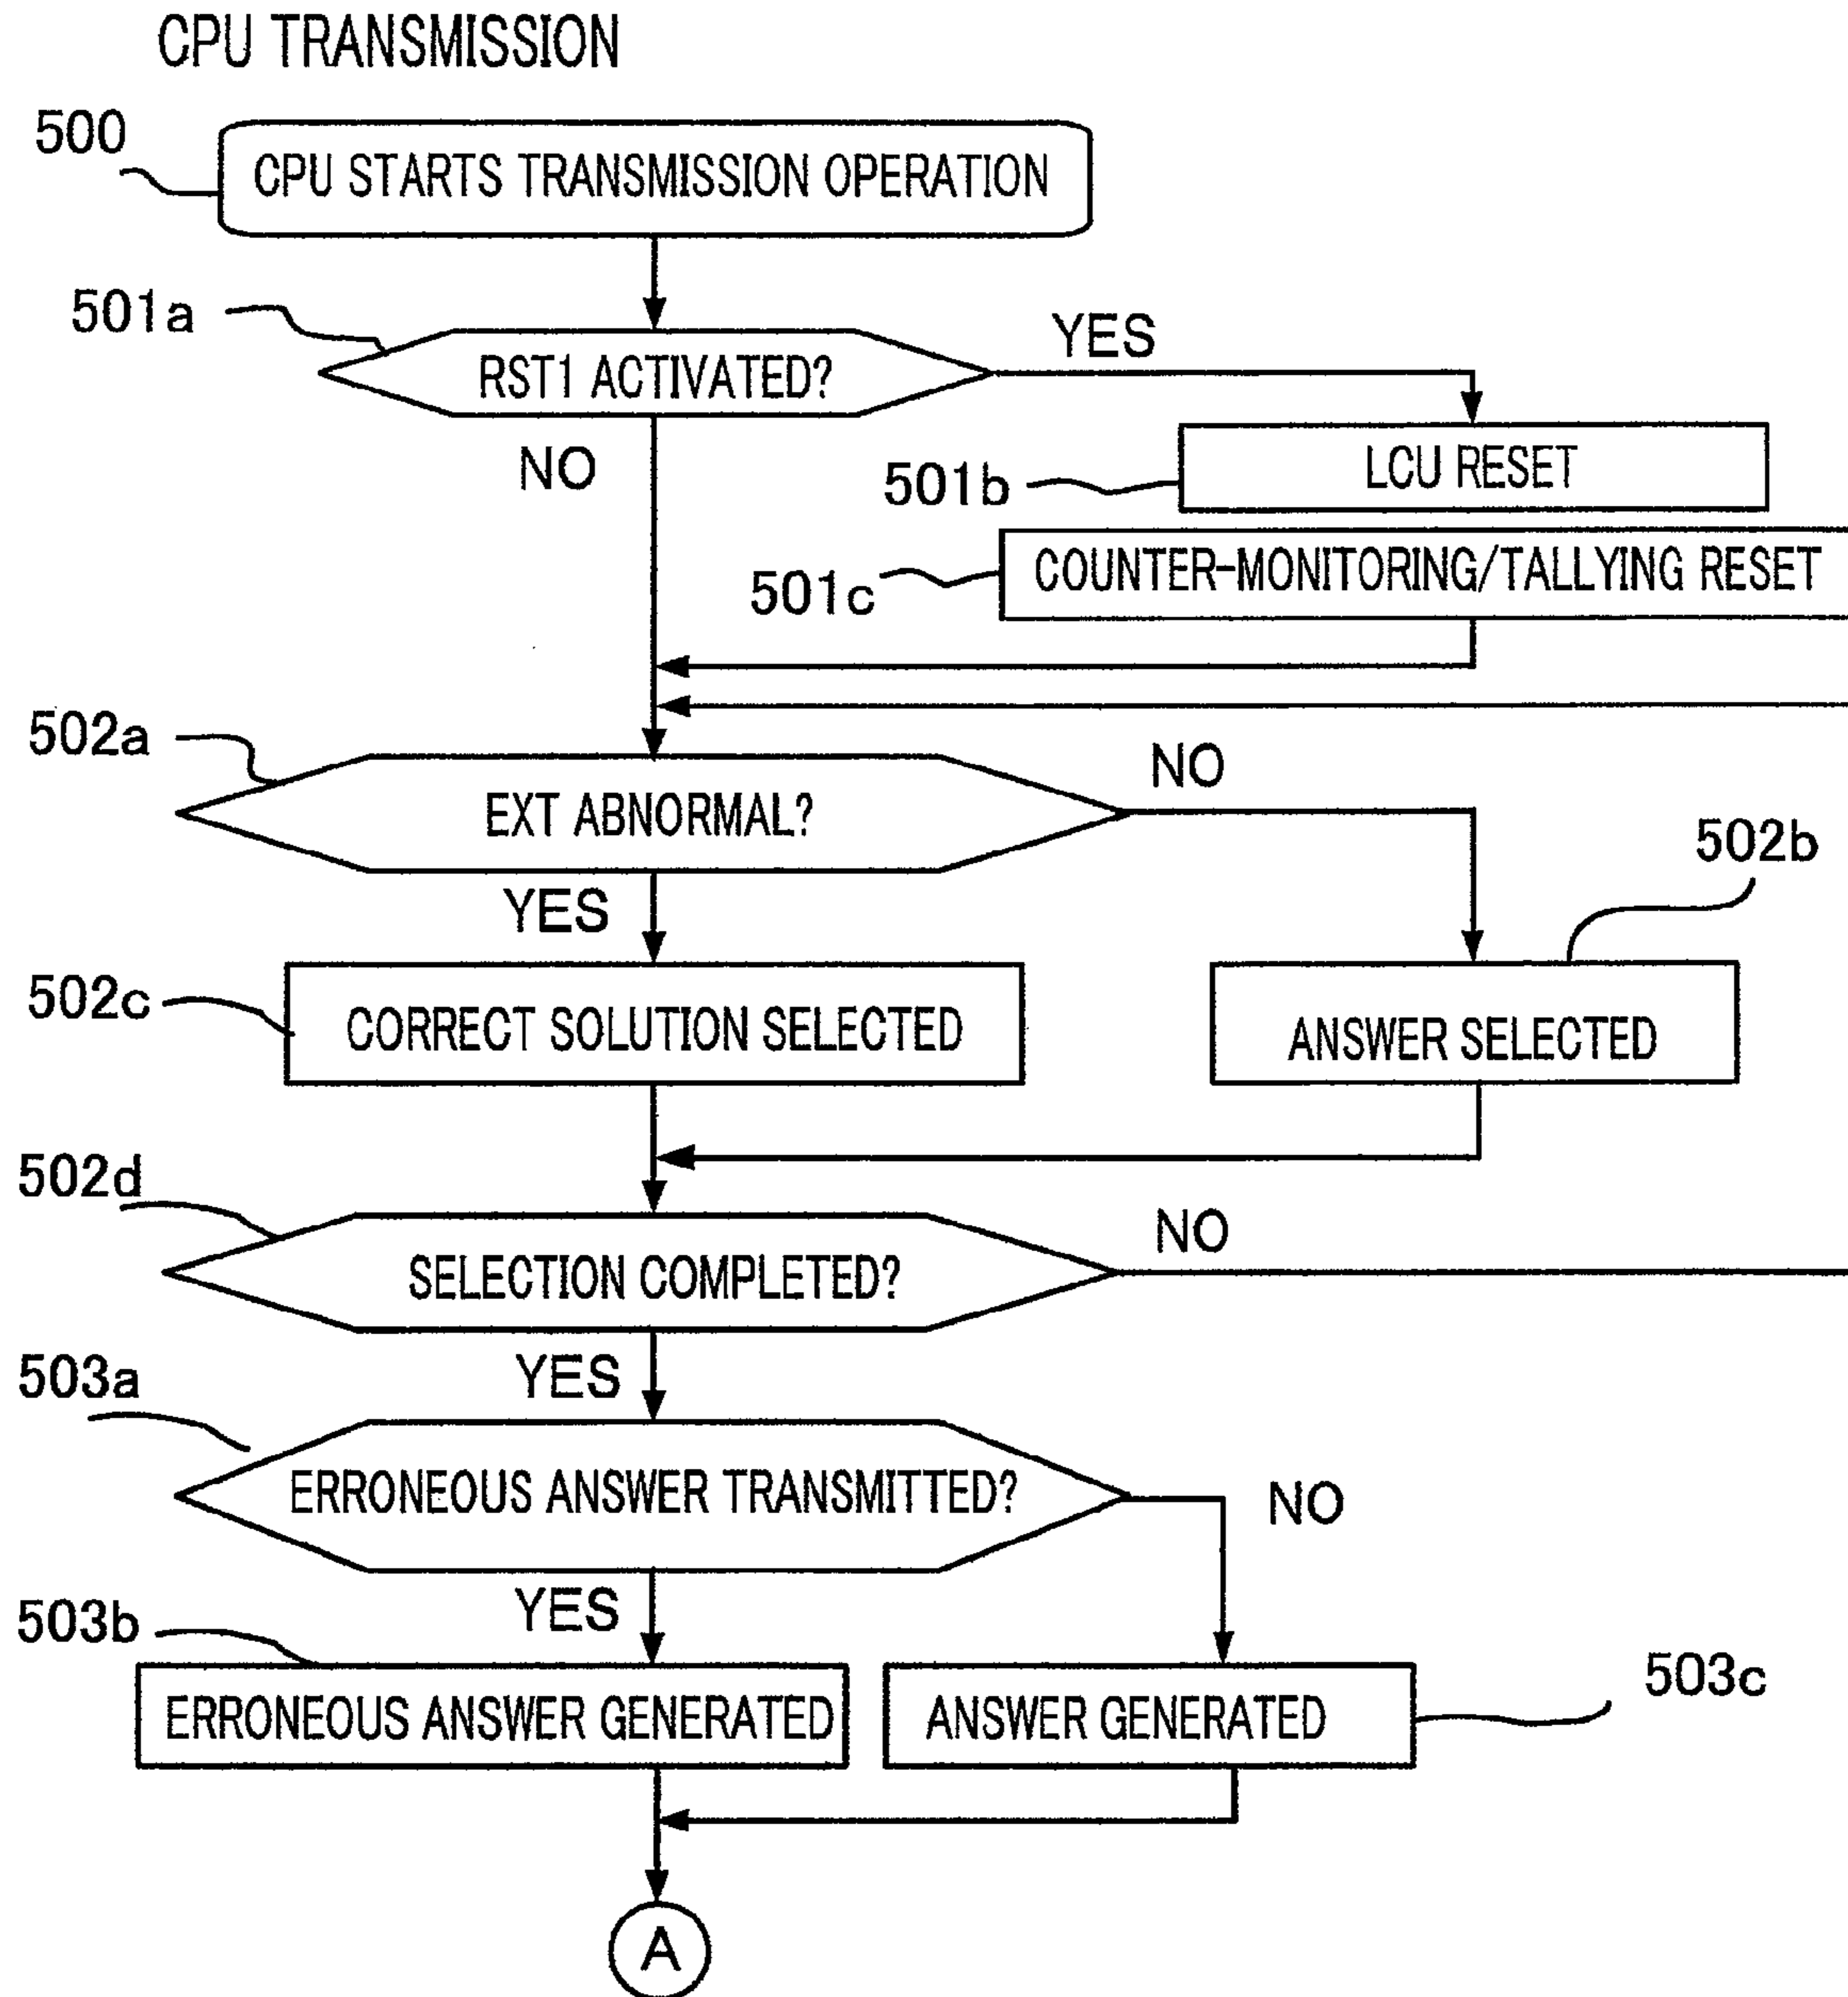 CPU TRANSMISSION
500
CPU STARTS TRANSMISSION OPERATION
501a
RST1 ACTIVATED?
YES
NO
501b
LCU RESET
501c
COUNTER-MONITORING/TALLYING RESET
502a
EXT ABNORMAL?
NO
YES
502b
502c
CORRECT SOLUTION SELECTED
ANSWER SELECTED
502d
SELECTION COMPLETED?
NO
YES
503a
ERRONEOUS ANSWER TRANSMITTED?
NO
YES
503b
ERRONEOUS ANSWER GENERATED
ANSWER GENERATED
503c
A